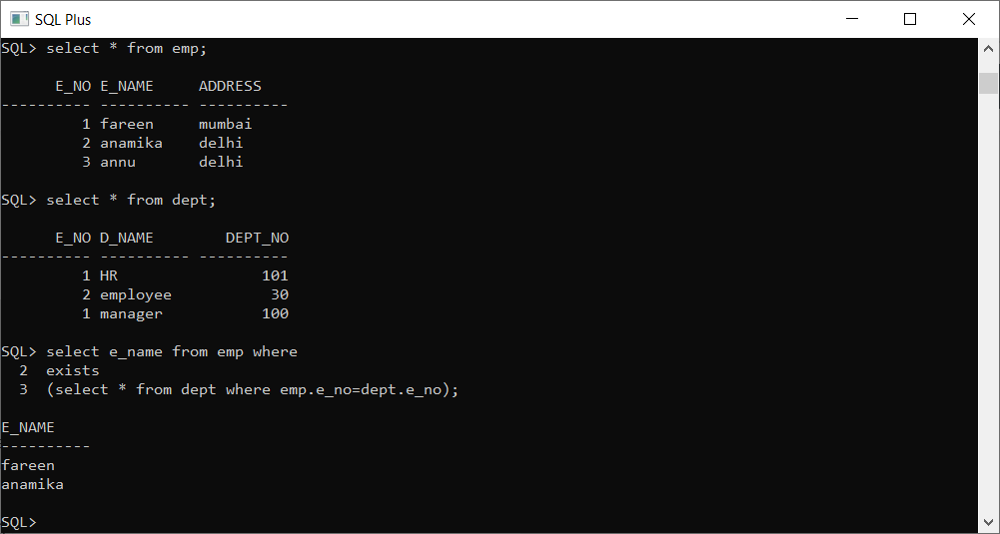 SQL Plus
SQL> select * from emp;
      E_NO E_NAME     ADDRESS
---------- ---------- ----------
         1 fareen     mumbai
         2 anamika    delhi
         3 annu       delhi
SQL> select * from dept;
      E_NO D_NAME        DEPT_NO
---------- ---------- ----------
         1 HR                101
         2 employee           30
         1 manager           100
SQL> select e_name from emp where
  2  exists
  3  (select * from dept where emp.e_no=dept.e_no);
E_NAME
----------
fareen
anamika
SQL>